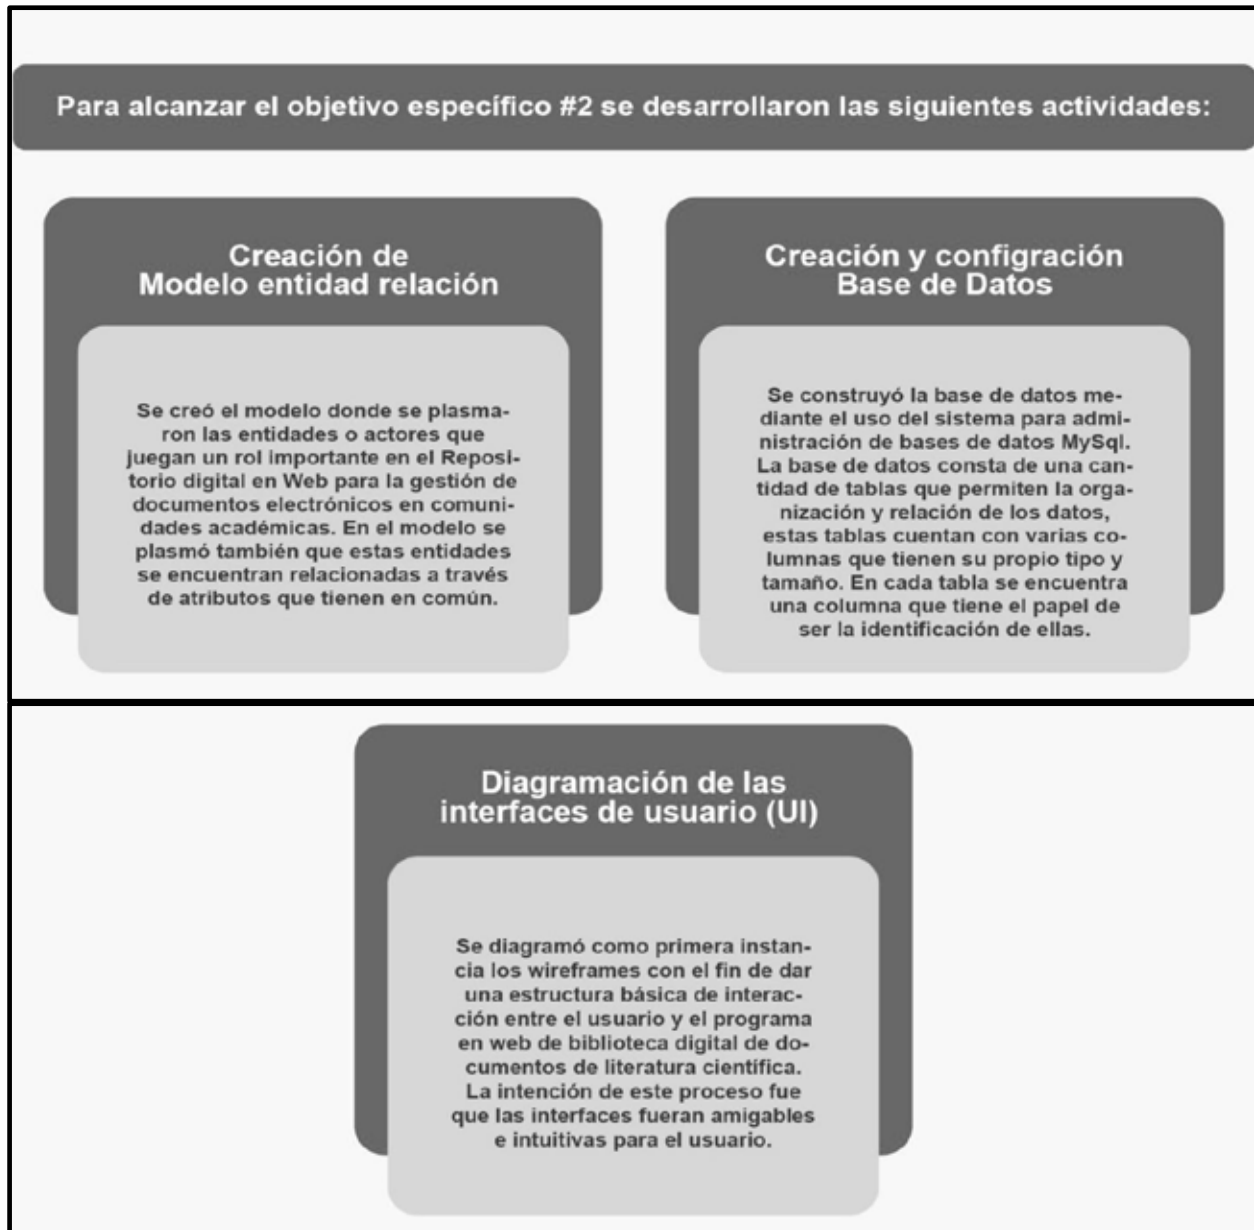 Para alcanzar el objetivo específico #2 se desarrollaron las siguientes actividades:
Creación de
Modelo entidad relación
Se creó el modelo donde se plasma-
ron las entidades o actores que
juegan un rol importante en el Reposi-
torio digital en Web para la gestión de
documentos electrónicos en comuni-
dades académicas. En el modelo se
plasmó también que estas entidades
se encuentran relacionadas a través
de atributos que tienen en común.
Creación y configración
Base de Datos
Se construyó la base de datos me-
diante el uso del sistema para admi-
nistración de bases de datos MySql.
La base de datos consta de una can-
tidad de tablas que permiten la orga-
nización y relación de los datos,
estas tablas cuentan con varias co-
lumnas que tienen su propio tipo y
tamaño. En cada tabla se encuentra
una columna que tiene el papel de
ser la identificación de ellas.
Diagramación de las
interfaces de usuario (UI)
Se diagramó como primera instan-
cia los wireframes con el fin de dar
una estructura básica de interac-
ción entre el usuario y el programa
en web de biblioteca digital de do-
cumentos de literatura científica.
La intención de este proceso fue
que las interfaces fueran amigables
e intuitivas para el usuario.